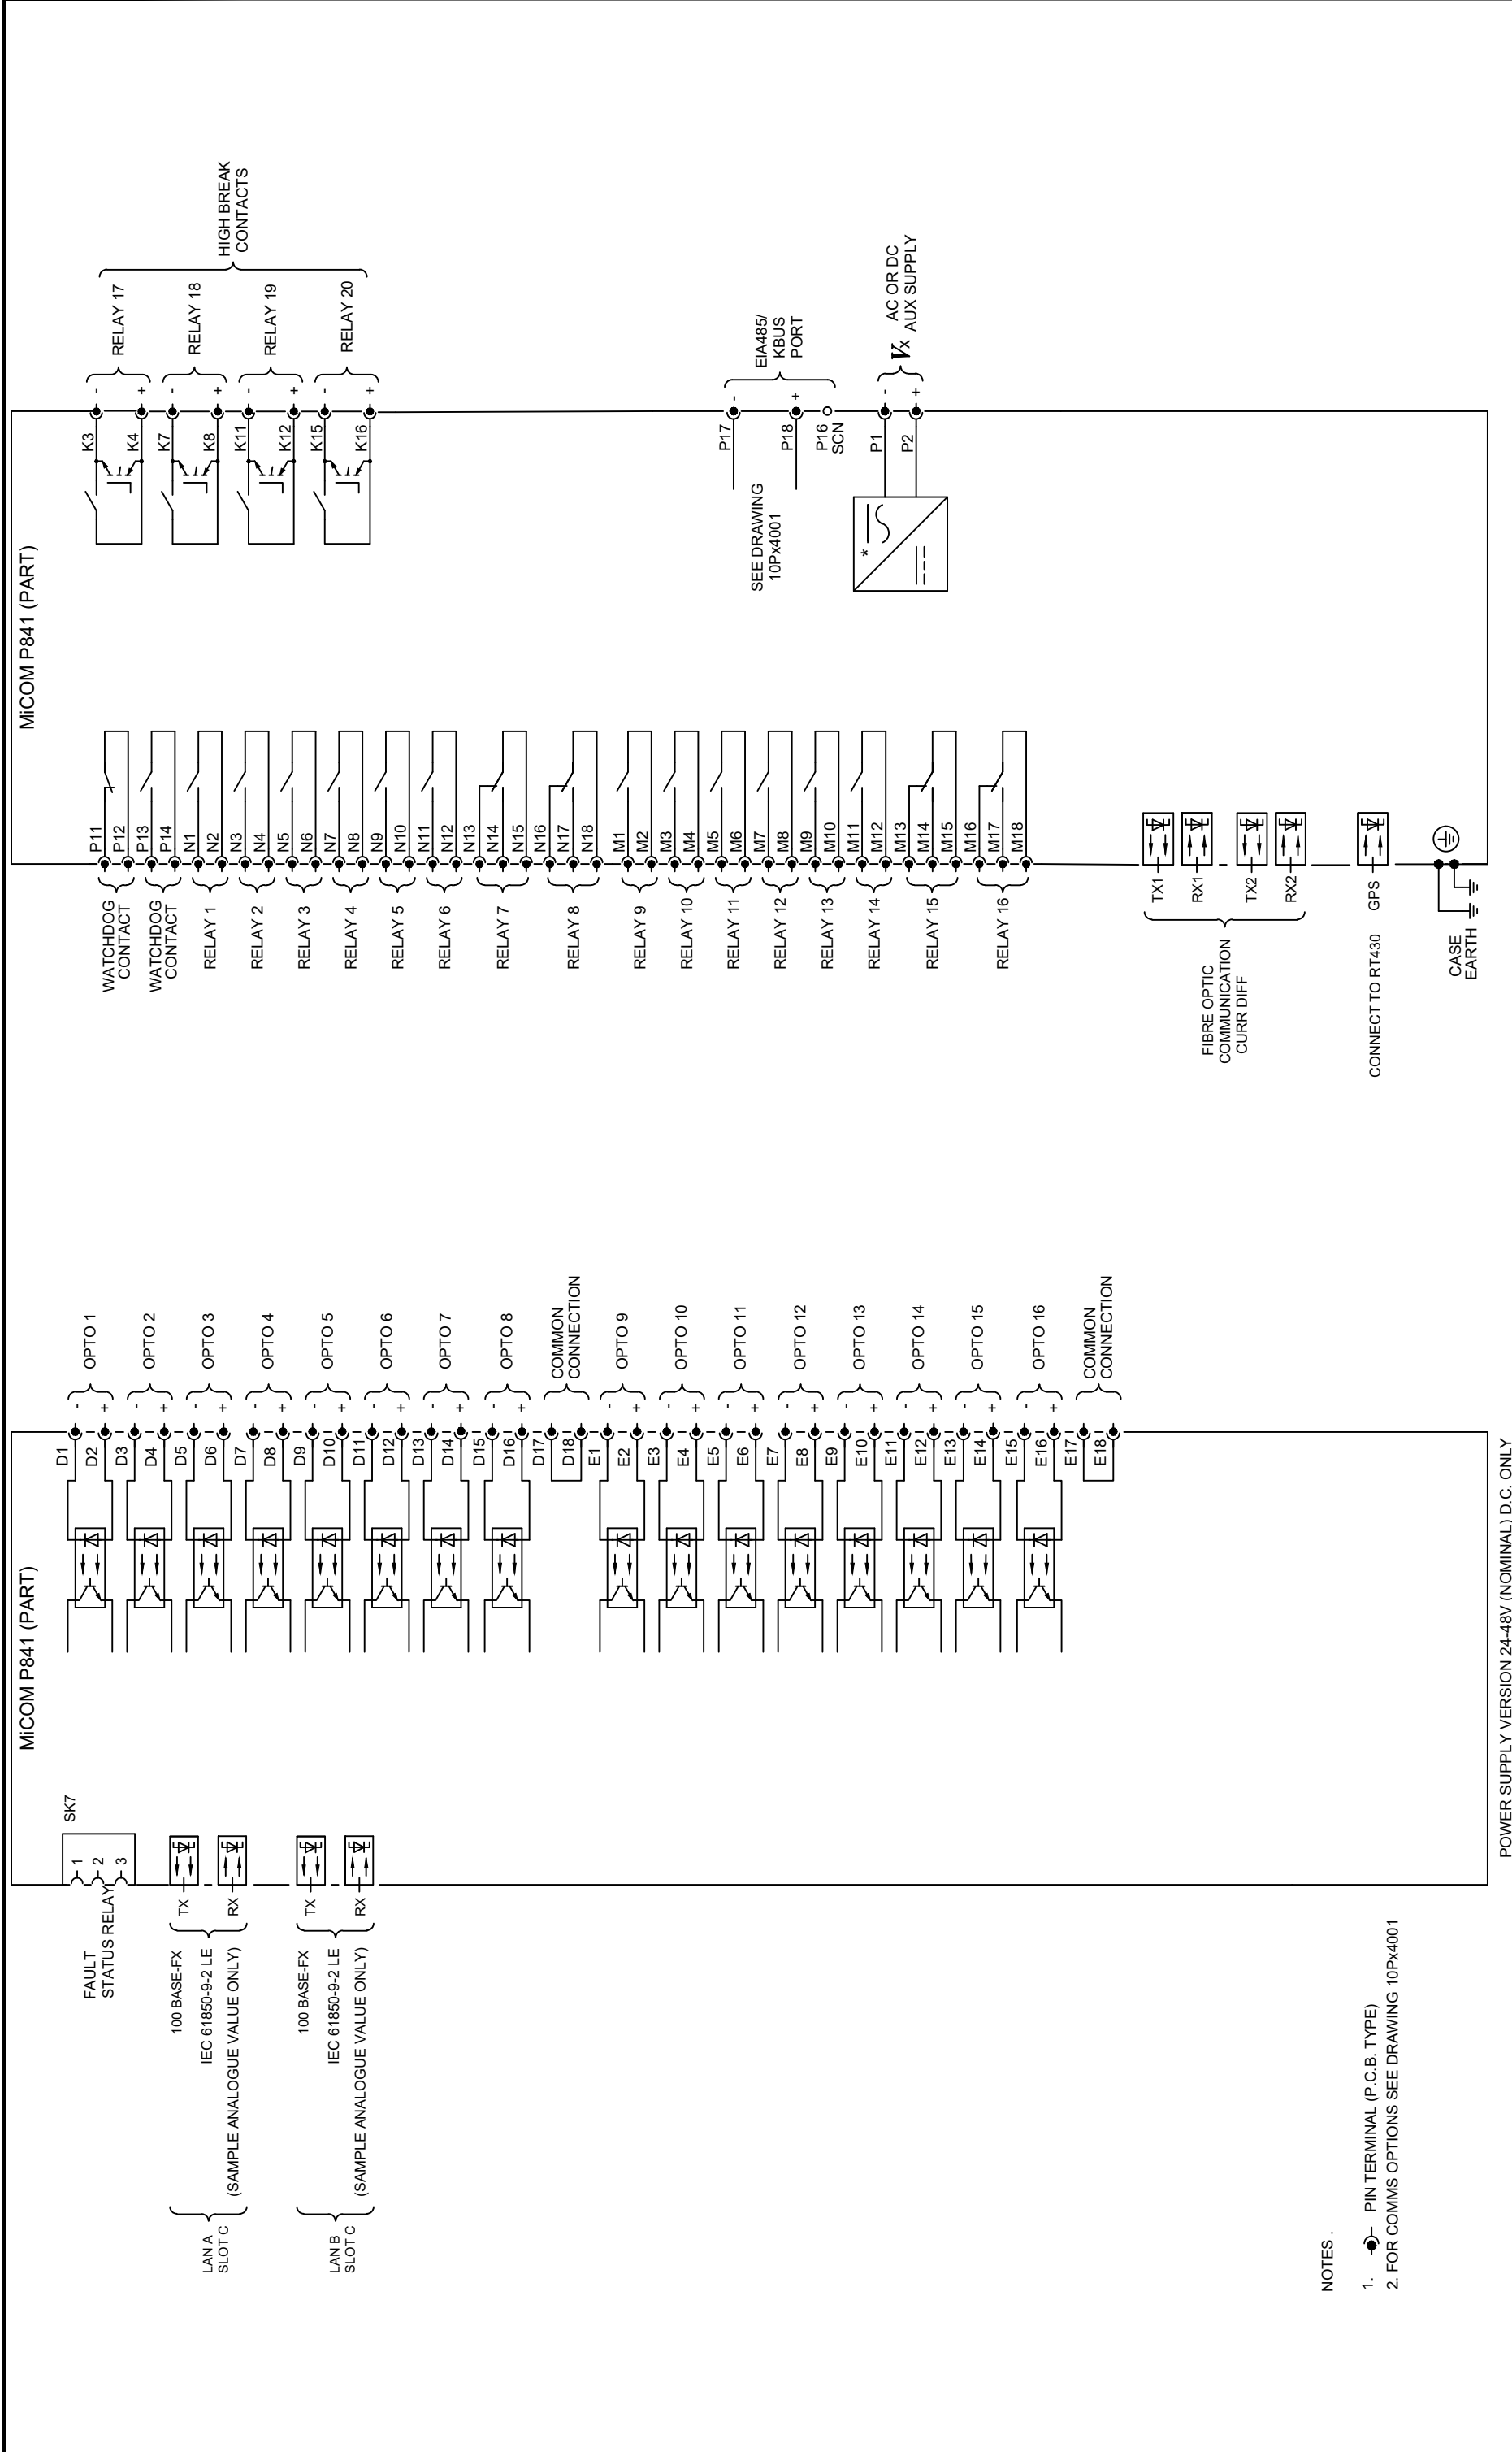 MiCOM P841 (PART)
SK7
1
2
3
FAULT
STATUS RELAY
TX
RX
100 BASE-FX
IEC 61850-9-2 LE
(SAMPLE ANALOGUE VALUE ONLY)
LAN A
SLOT C
TX
RX
100 BASE-FX
IEC 61850-9-2 LE
(SAMPLE ANALOGUE VALUE ONLY)
LAN B
SLOT C
D1
-
OPTO 1
D2
+
D3
-
OPTO 2
D4
+
D5
-
OPTO 3
D6
+
D7
-
OPTO 4
D8
+
D9
-
OPTO 5
D10
+
D11
-
OPTO 6
D12
+
D13
-
OPTO 7
D14
+
D15
-
OPTO 8
D16
+
D17
COMMON
CONNECTION
D18
E1
-
OPTO 9
E2
+
E3
-
OPTO 10
E4
+
E5
-
OPTO 11
E6
+
E7
-
OPTO 12
E8
+
E9
-
OPTO 13
E10
+
E11
-
OPTO 14
E12
+
E13
-
OPTO 15
E14
+
E15
-
OPTO 16
E16
+
E17
COMMON
CONNECTION
E18
POWER SUPPLY VERSION 24-48V (NOMINAL) D.C. ONLY
NOTES .
1. PIN TERMINAL (P.C.B. TYPE)
2. FOR COMMS OPTIONS SEE DRAWING 10Px4001
MiCOM P841 (PART)
WATCHDOG
CONTACT
P11
P12
WATCHDOG
CONTACT
P13
P14
RELAY 1
N1
N2
RELAY 2
N3
N4
RELAY 3
N5
N6
RELAY 4
N7
N8
RELAY 5
N9
N10
RELAY 6
N11
N12
RELAY 7
N13
N14
N15
RELAY 8
N16
N17
N18
RELAY 9
M1
M2
RELAY 10
M3
M4
RELAY 11
M5
M6
RELAY 12
M7
M8
RELAY 13
M9
M10
RELAY 14
M11
M12
RELAY 15
M13
M14
M15
RELAY 16
M16
M17
M18
FIBRE OPTIC
COMMUNICATION
CURR DIFF
TX1
RX1
TX2
RX2
CONNECT TO RT430 GPS
CASE
EARTH
K3
-
RELAY 17
K4
+
K7
-
RELAY 18
K8
+
K11
-
RELAY 19
K12
+
K15
-
RELAY 20
K16
+
HIGH BREAK
CONTACTS
SEE DRAWING
10Px4001
P17
-
P18
+
P16
SCN
EIA485/
KBUS
PORT
*
P1
-
P2
+
Vx
AC OR DC
AUX SUPPLY